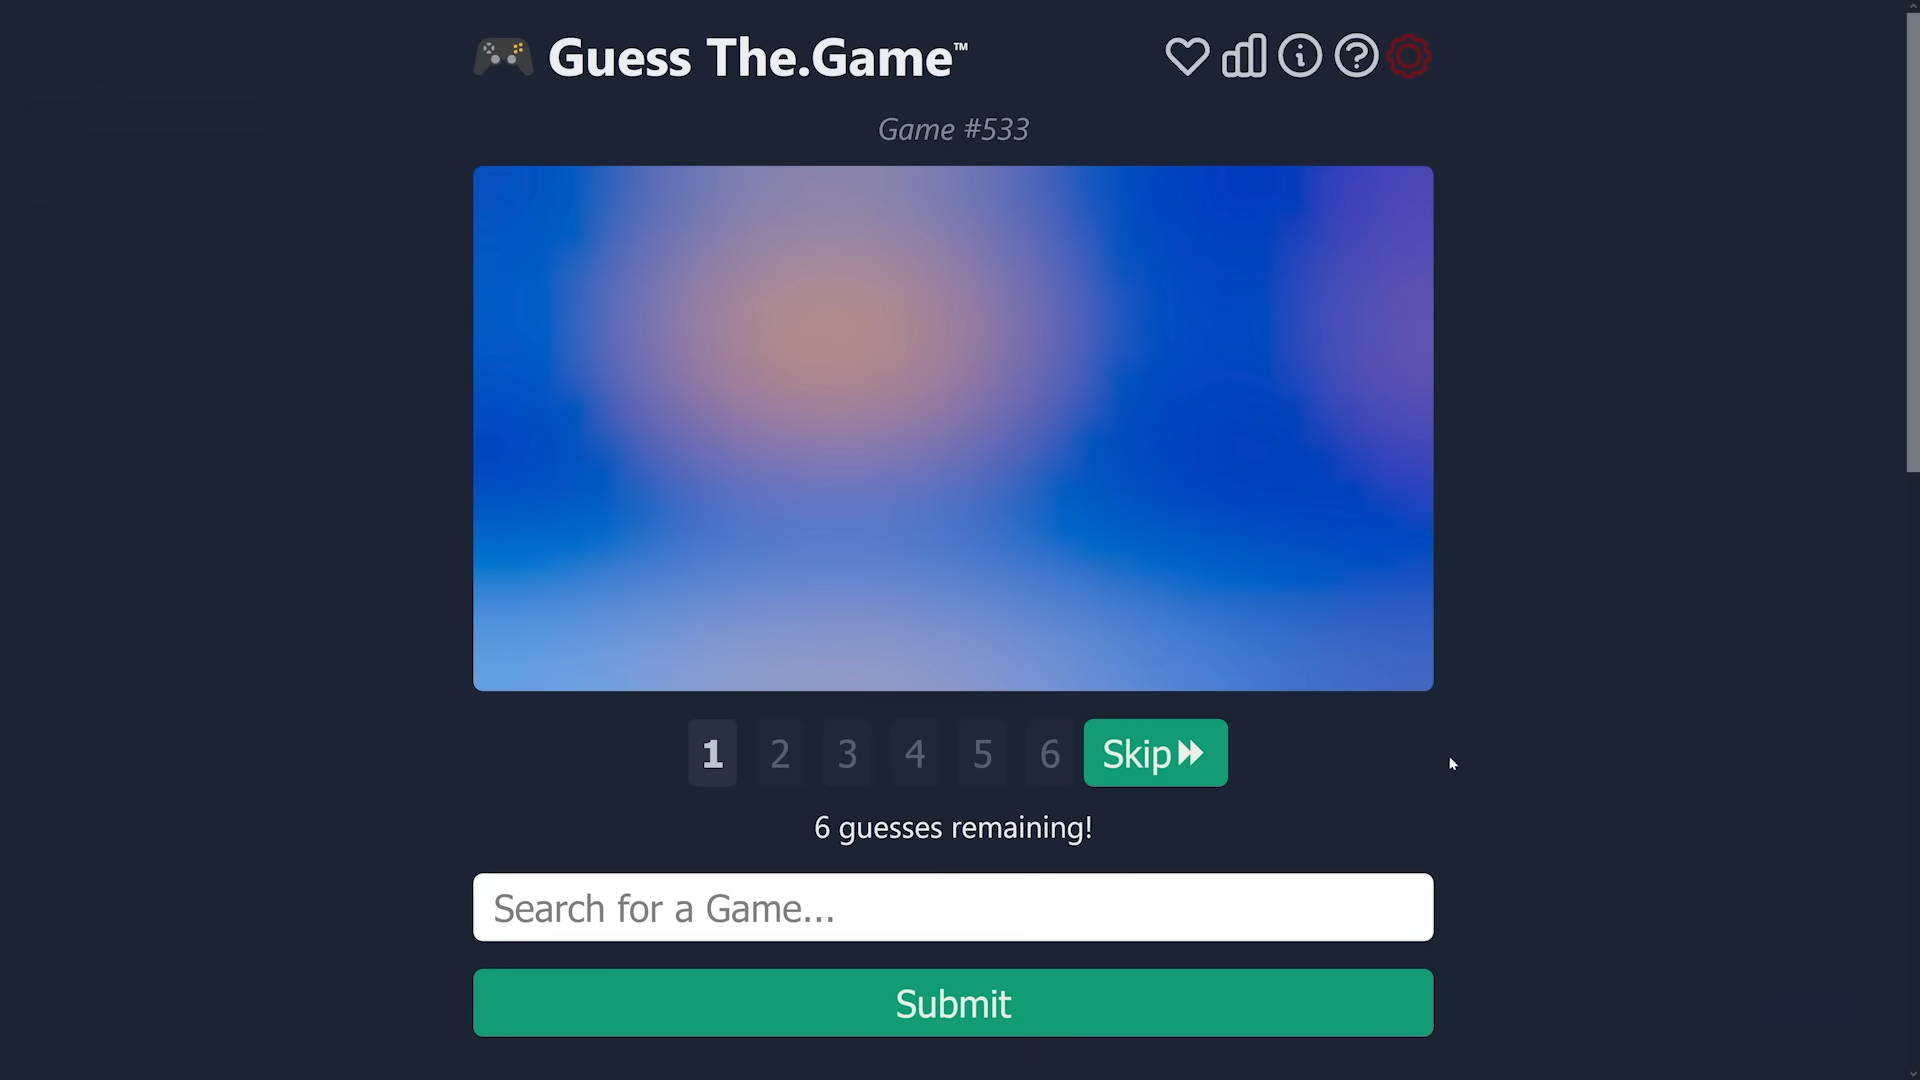 Guess The.Game™
Game #533
1 2 3 4 5 6 Skip
6 guesses remaining!
Search for a Game...
Submit